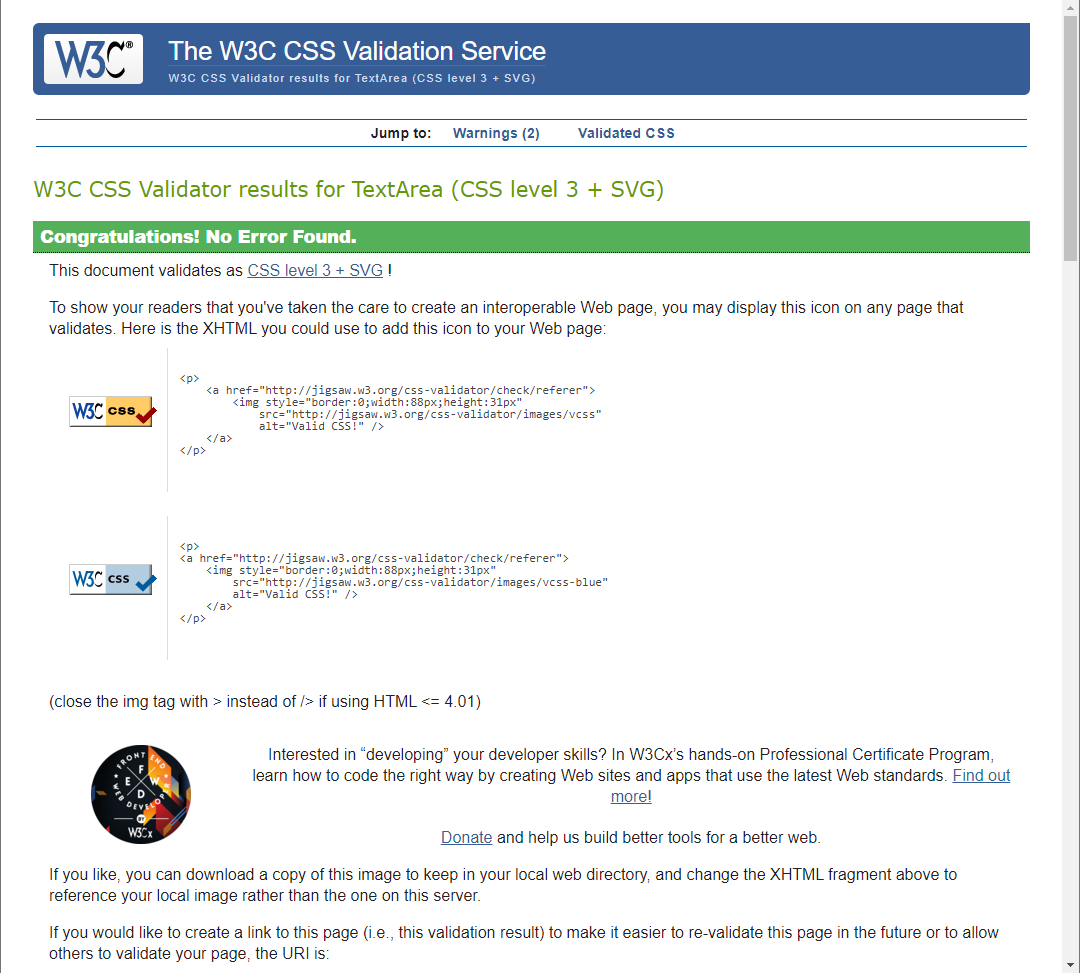 W3C®
The W3C CSS Validation Service
W3C CSS Validator results for TextArea (CSS level 3 + SVG)
Jump to: Warnings (2) Validated CSS
W3C CSS Validator results for TextArea (CSS level 3 + SVG)
Congratulations! No Error Found.
This document validates as CSS level 3 + SVG !
To show your readers that you've taken the care to create an interoperable Web page, you may display this icon on any page that
validates. Here is the XHTML you could use to add this icon to your Web page:
W3C CSS
<p>
<a href="http://jigsaw.w3.org/css-validator/check/referer">
<img style="border:0;width:88px;height:31px"
src="http://jigsaw.w3.org/css-validator/images/vcss"
alt="Valid CSS!" />
</a>
</p>
W3C CSS
<p>
<a href="http://jigsaw.w3.org/css-validator/check/referer">
<img style="border:0;width:88px;height:31px"
src="http://jigsaw.w3.org/css-validator/images/vcss-blue"
alt="Valid CSS!" />
</a>
</p>
(close the img tag with > instead of /> if using HTML <= 4.01)
FRONT END
F E W D
WEB DEVELOPER
W3Cx
Interested in “developing” your developer skills? In W3Cx’s hands-on Professional Certificate Program,
learn how to code the right way by creating Web sites and apps that use the latest Web standards. Find out
more!
Donate and help us build better tools for a better web.
If you like, you can download a copy of this image to keep in your local web directory, and change the XHTML fragment above to
reference your local image rather than the one on this server.
If you would like to create a link to this page (i.e., this validation result) to make it easier to re-validate this page in the future or to allow
others to validate your page, the URI is: